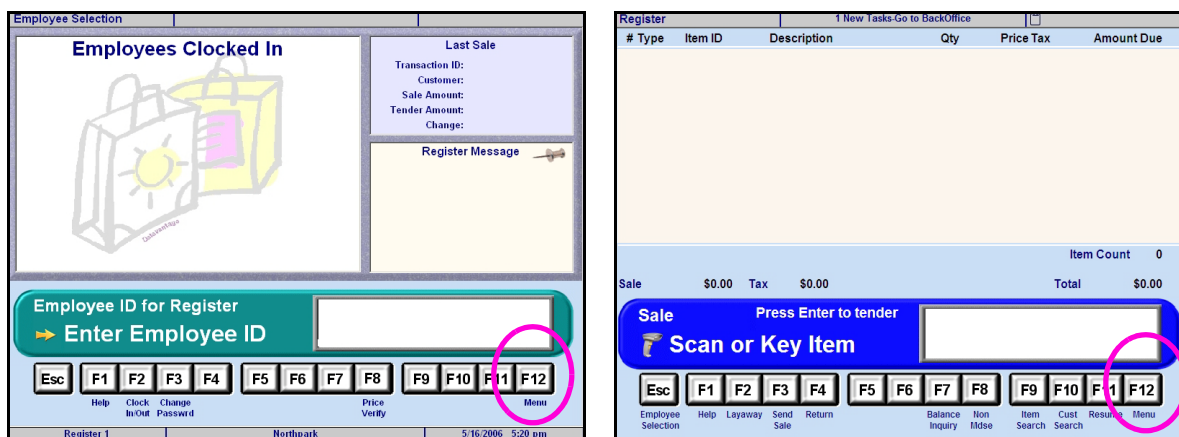 Employee Selection
Employees Clocked In
Last Sale
Transaction ID:
Customer:
Sale Amount:
Tender Amount:
Change:
Register Message
Employee ID for Register
Enter Employee ID
Esc F1 F2 F3 F4 F5 F6 F7 F8 F9 F10 F11 F12
Help Clock In/Out Change Passwrd Price Verify Menu
Register 1 Northpark 5/16/2006 5:20 pm
Register 1 New Tasks-Go to BackOffice
# Type Item ID Description Qty Price Tax Amount Due
Item Count 0
Sale $0.00 Tax $0.00 Total $0.00
Sale Press Enter to tender
Scan or Key Item
Esc F1 F2 F3 F4 F5 F6 F7 F8 F9 F10 F11 F12
Employee Selection Help Layaway Send Sale Return Balance Inquiry Non Mdse Item Search Cust Search Resume Menu